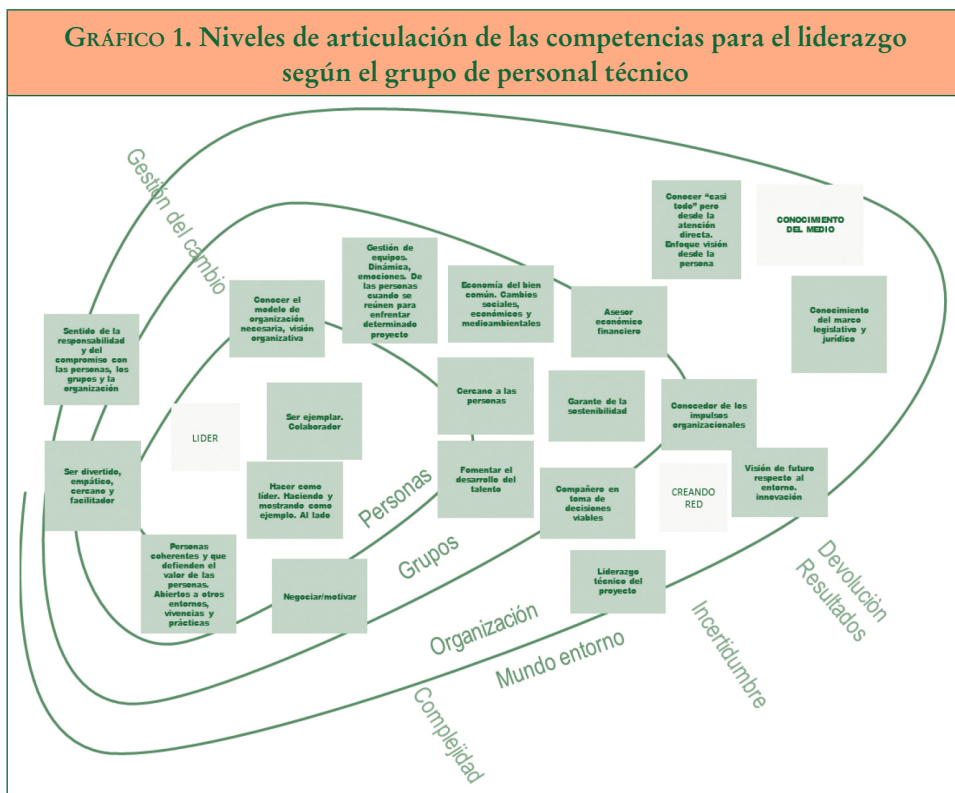 GRÁFICO 1. Niveles de articulación de las competencias para el liderazgo
según el grupo de personal técnico
Gestión del cambio
Conocer “casi
todo” pero
desde la
atención
directa.
Enfoque visión
desde la
persona
CONOCIMIENTO
DEL MEDIO
Gestión de
equipos.
Dinámica,
emociones. De
las personas
cuando se
reúnen para
enfrentar
determinado
proyecto
Economía del bien
común. Cambios
sociales,
económicos y
medioambientales
Conocer el
modelo de
organización
necesaria, visión
organizativa
Asesor
económico
financiero
Conocimiento
del marco
legislativo y
jurídico
Sentido de la
responsabilidad
y del
compromiso con
las personas, los
grupos y la
organización
Cercano a las
personas
Garante de la
sostenibilidad
Conocedor de los
impulsos
organizacionales
LIDER
Ser ejemplar.
Colaborador
Ser divertido,
empático,
cercano y
facilitador
Hacer como
líder. Haciendo y
mostrando como
ejemplo. Al lado
Fomentar el
desarrollo del
talento
Compañero en
toma de
decisiones
viables
CREANDO
RED
Visión de futuro
respecto al
entorno.
innovación
Personas
coherentes y que
defienden el
valor de las
personas.
Abiertos a otros
entornos,
vivencias y
prácticas
Negociar/motivar
Liderazgo
técnico del
proyecto
Personas
Grupos
Organización
Mundo entorno
Complejidad
Incertidumbre
Devoluciòn
Resultados